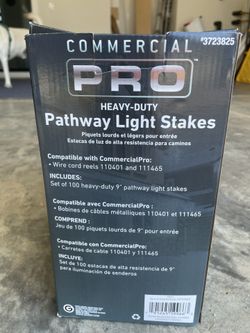 COMMERCIAL
#3723825
PRO™
HEAVY-DUTY
Pathway Light Stakes
Piquets lourds et légers pour entrée
Estacas de luz de alta resistencia para caminos
Compatible with CommercialPro:
• Wire cord reels 110401 and 111465
INCLUDES:
Set of 100 heavy-duty 9" pathway stakes
Compatible avec CommercialPro :
• Bobines de câbles métálliques 110401 et 111465
COMPREND :
Jeu de 100 piquets lourds de 9" pour entrée
Compatible con CommercialPro:
• Carretes de cable 110401 y 111465
INCLUYE:
Set de 100 estacas de alta resistencia de 9"
para iluminación de senderos
G